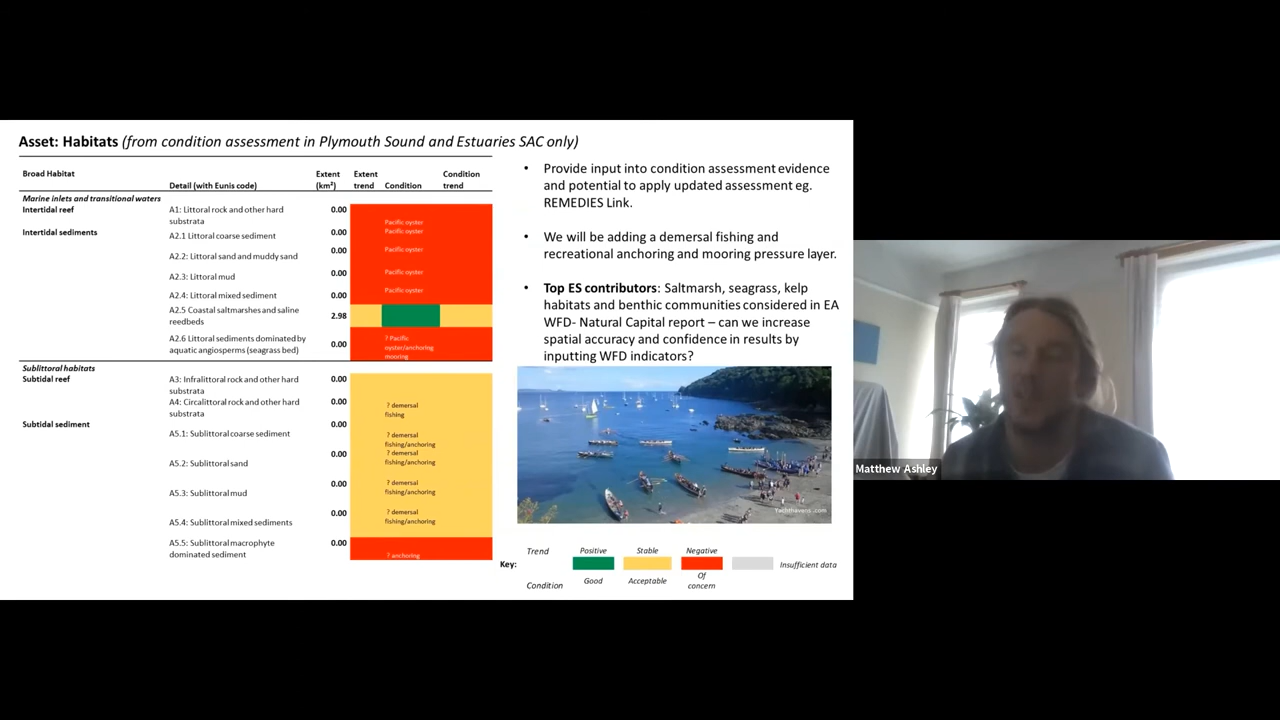 Asset: Habitats (from condition assessment in Plymouth Sound and Estuaries SAC only)
Broad Habitat
Detail (with Eunis code)
Extent
(km²)
Extent
trend
Condition
Condition
trend
Marine inlets and transitional waters
Intertidal reef
A1: Littoral rock and other hard
substrata
0.00
Pacific oyster
Intertidal sediments
A2.1 Littoral coarse sediment
0.00
Pacific oyster
A2.2: Littoral sand and muddy sand
0.00
Pacific oyster
A2.3: Littoral mud
0.00
Pacific oyster
A2.4: Littoral mixed sediment
0.00
Pacific oyster
A2.5 Coastal saltmarshes and saline
reedbeds
2.98
A2.6 Littoral sediments dominated by
aquatic angiosperms (seagrass bed)
0.00
? Pacific
oyster/anchoring
mooring
Sublittoral habitats
Subtidal reef
A3: Infralittoral rock and other hard
substrata
0.00
A4: Circalittoral rock and other hard
substrata
0.00
? demersal
fishing
Subtidal sediment
A5.1: Sublittoral coarse sediment
0.00
? demersal
fishing/anchoring
A5.2: Sublittoral sand
0.00
? demersal
fishing/anchoring
A5.3: Sublittoral mud
0.00
? demersal
fishing/anchoring
A5.4: Sublittoral mixed sediments
0.00
? demersal
fishing/anchoring
A5.5: Sublittoral macrophyte
dominated sediment
0.00
? anchoring
• Provide input into condition assessment evidence
and potential to apply updated assessment eg.
REMEDIES Link.
• We will be adding a demersal fishing and
recreational anchoring and mooring pressure layer.
• Top ES contributors: Saltmarsh, seagrass, kelp
habitats and benthic communities considered in EA
WFD- Natural Capital report – can we increase
spatial accuracy and confidence in results by
inputting WFD indicators?
Yachthavens .com
Key:
Trend
Positive
Stable
Negative
Insufficient data
Condition
Good
Acceptable
Of
concern
Matthew Ashley